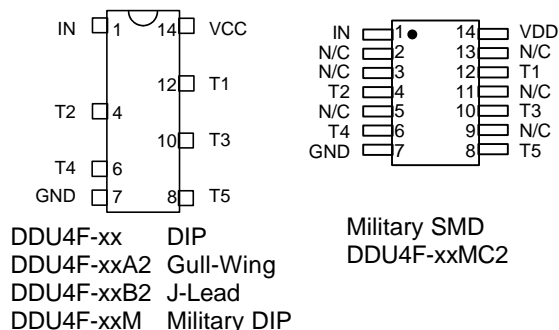 IN 1 14 VCC
12 T1
T2 4
10 T3
T4 6
GND 7 8 T5
DDU4F-xx DIP
DDU4F-xxA2 Gull-Wing
DDU4F-xxB2 J-Lead
DDU4F-xxM Military DIP
IN 1 14 VDD
N/C 2 13 N/C
N/C 3 12 T1
T2 4 11 N/C
N/C 5 10 T3
T4 6 9 N/C
GND 7 8 T5
Military SMD
DDU4F-xxMC2